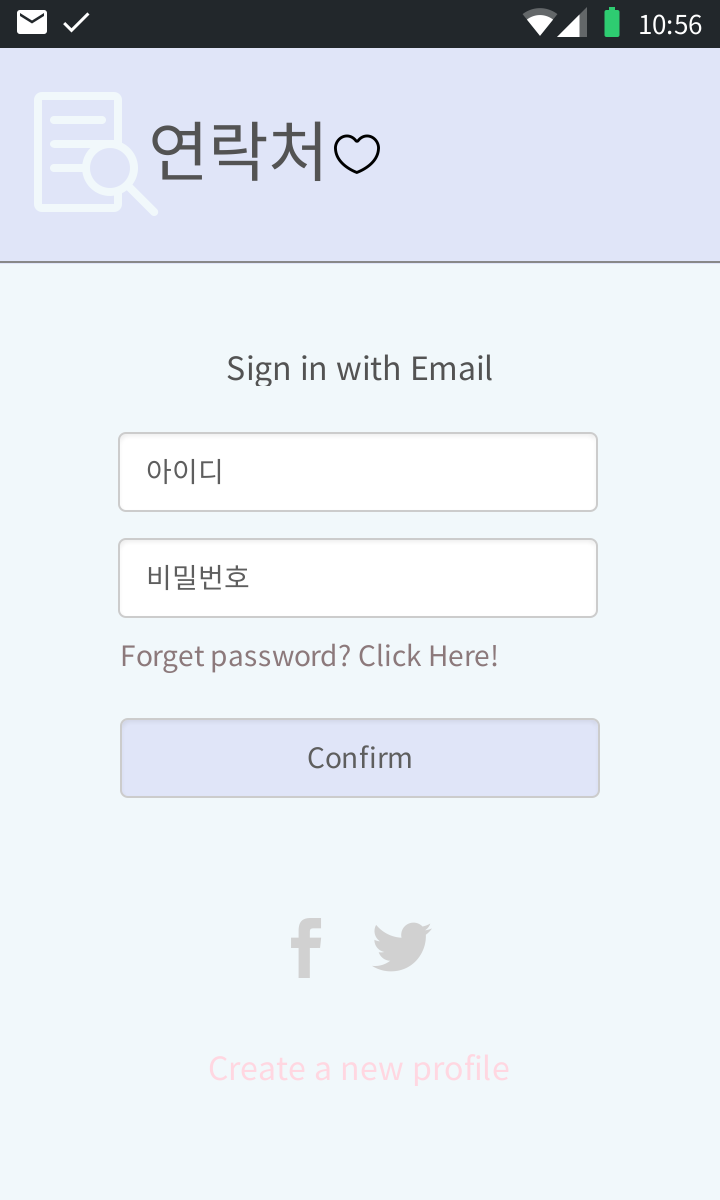 10:56
연락처♡
Sign in with Email
아이디
비밀번호
Forget password? Click Here!
Confirm
Create a new profile